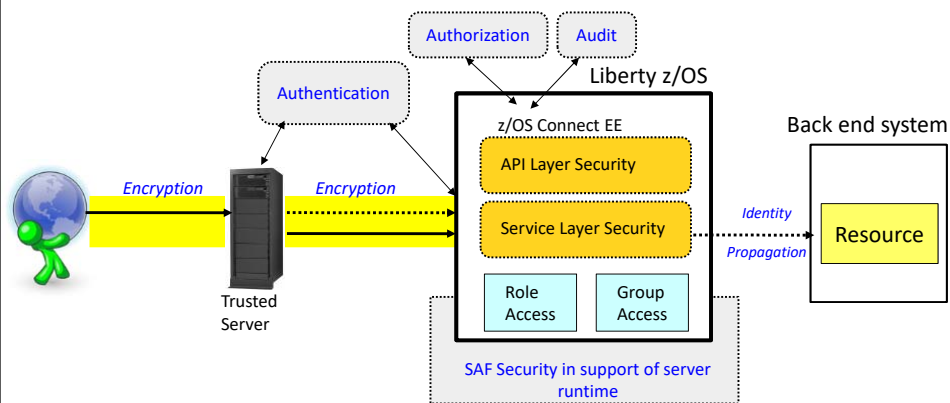 Authorization
Audit
Liberty z/OS
Authentication
z/OS Connect EE
Back end system
API Layer Security
Encryption
Encryption
Service Layer Security
Identity
Propagation
Resource
Trusted
Server
Role
Access
Group
Access
SAF Security in support of server
runtime